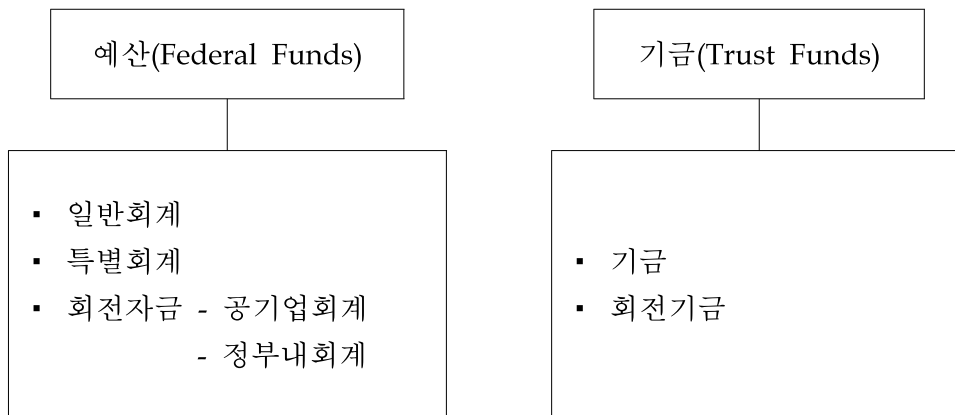 예산(Federal Funds)
▪ 일반회계
▪ 특별회계
▪ 회전자금 - 공기업회계
- 정부내회계
기금(Trust Funds)
▪ 기금
▪ 회전기금